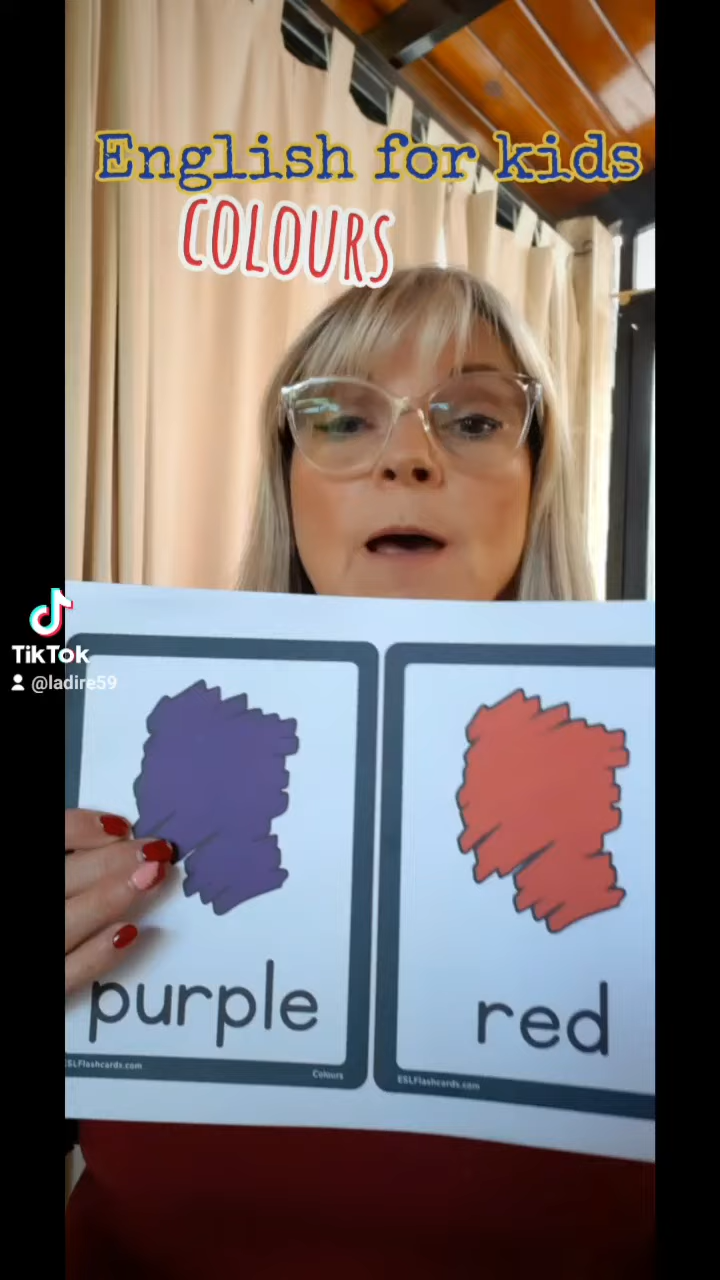 English for kids
COLOURS
TikTok
@ladire59
purple
red
ESLFlashcards.com
Colours
ESLFlashcards.com